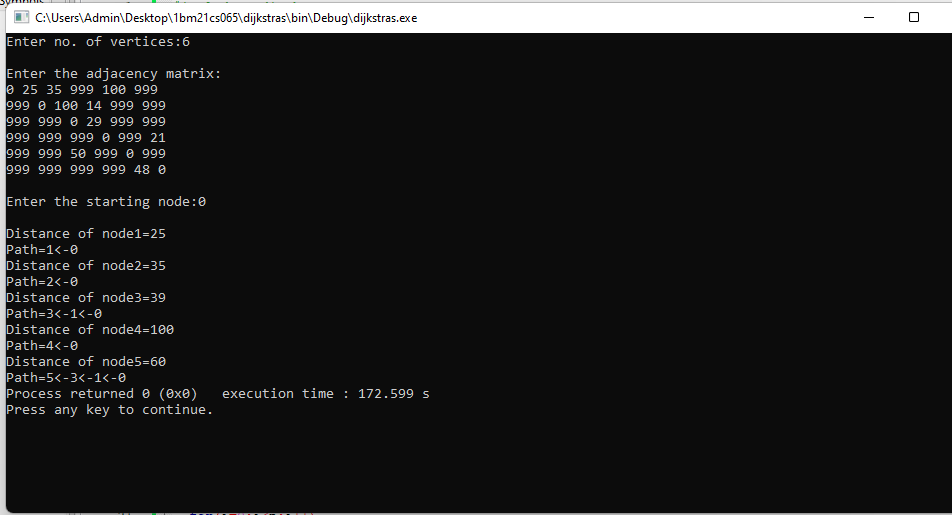 C:\Users\Admin\Desktop\1bm21cs065\dijkstras\bin\Debug\dijkstras.exe
Enter no. of vertices:6
Enter the adjacency matrix:
0 25 35 999 100 999
999 0 100 14 999 999
999 999 0 29 999 999
999 999 999 0 999 21
999 999 50 999 0 999
999 999 999 999 48 0
Enter the starting node:0
Distance of node1=25
Path=1<-0
Distance of node2=35
Path=2<-0
Distance of node3=39
Path=3<-1<-0
Distance of node4=100
Path=4<-0
Distance of node5=60
Path=5<-3<-1<-0
Process returned 0 (0x0)   execution time : 172.599 s
Press any key to continue.